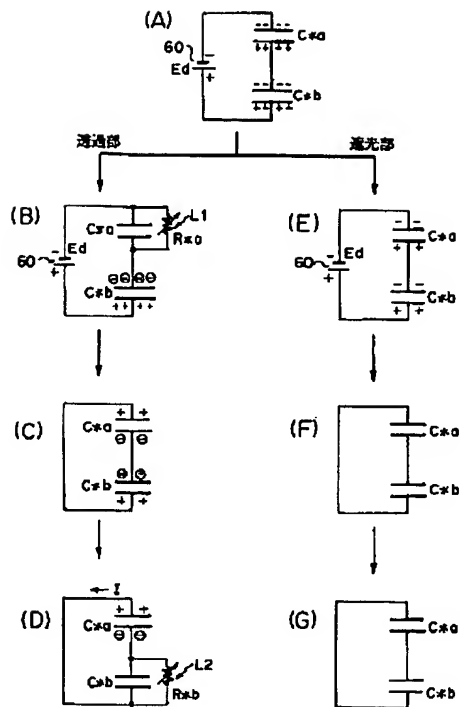 (A)
60
Ed
-
+
C*a
C*b
透過部
遮光部
(B)
60
Ed
-
+
C*a
L1
R*a
C*b
(E)
60
Ed
-
+
C*a
C*b
(C)
C*a
C*b
(F)
C*a
C*b
(D)
I
C*a
C*b
L2
R*b
(G)
C*a
C*b